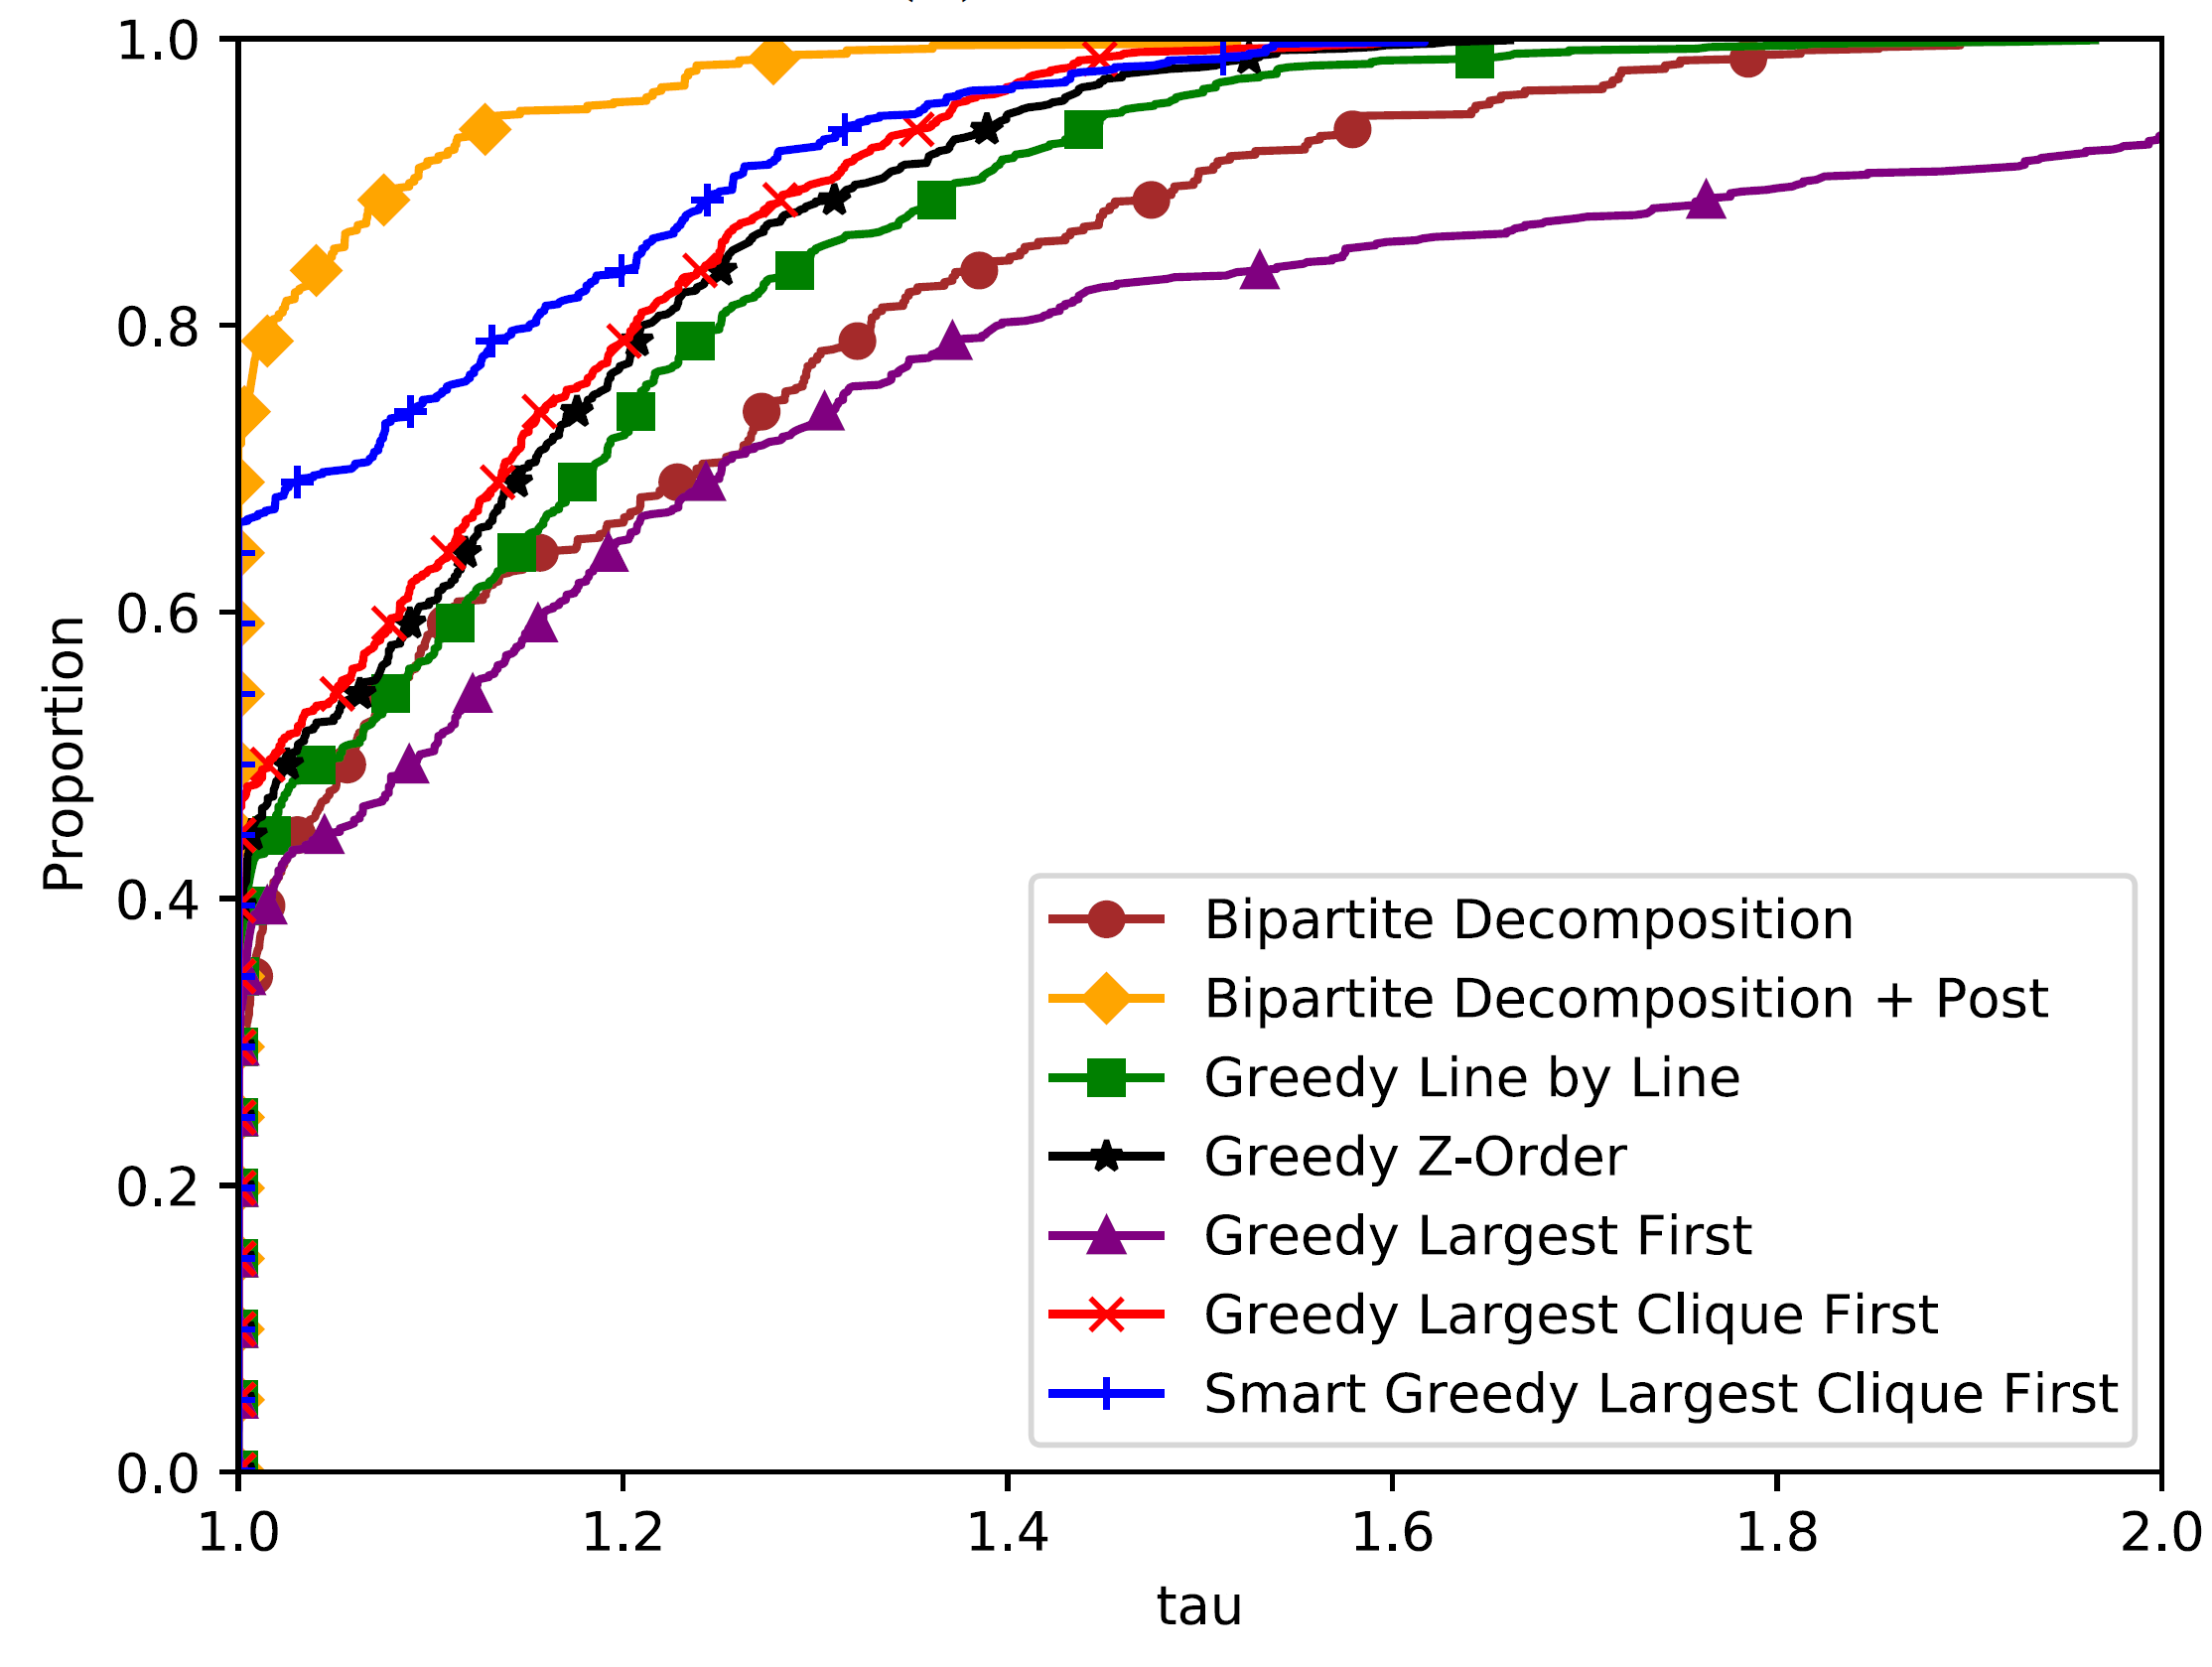 1.0
0.8
0.6
0.4
0.2
0.0
Proportion
Bipartite Decomposition
Bipartite Decomposition + Post
Greedy Line by Line
Greedy Z-Order
Greedy Largest First
Greedy Largest Clique First
Smart Greedy Largest Clique First
1.0 1.2 1.4 1.6 1.8 2.0
tau